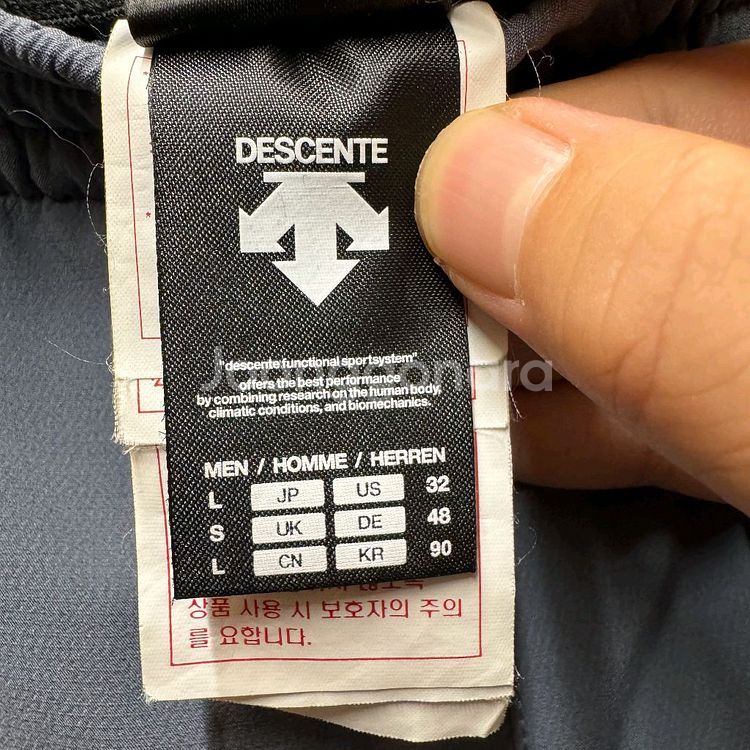 DESCENTE
"descente functional sportsystem"
offers the best performance
by combining research on the human body,
climatic conditions, and biomechanics.
MEN / HOMME / HERREN
L JP US 32
S UK DE 48
L CN KR 90
상품 사용 시 보호자의 주의
를 요합니다.
Joonggonara